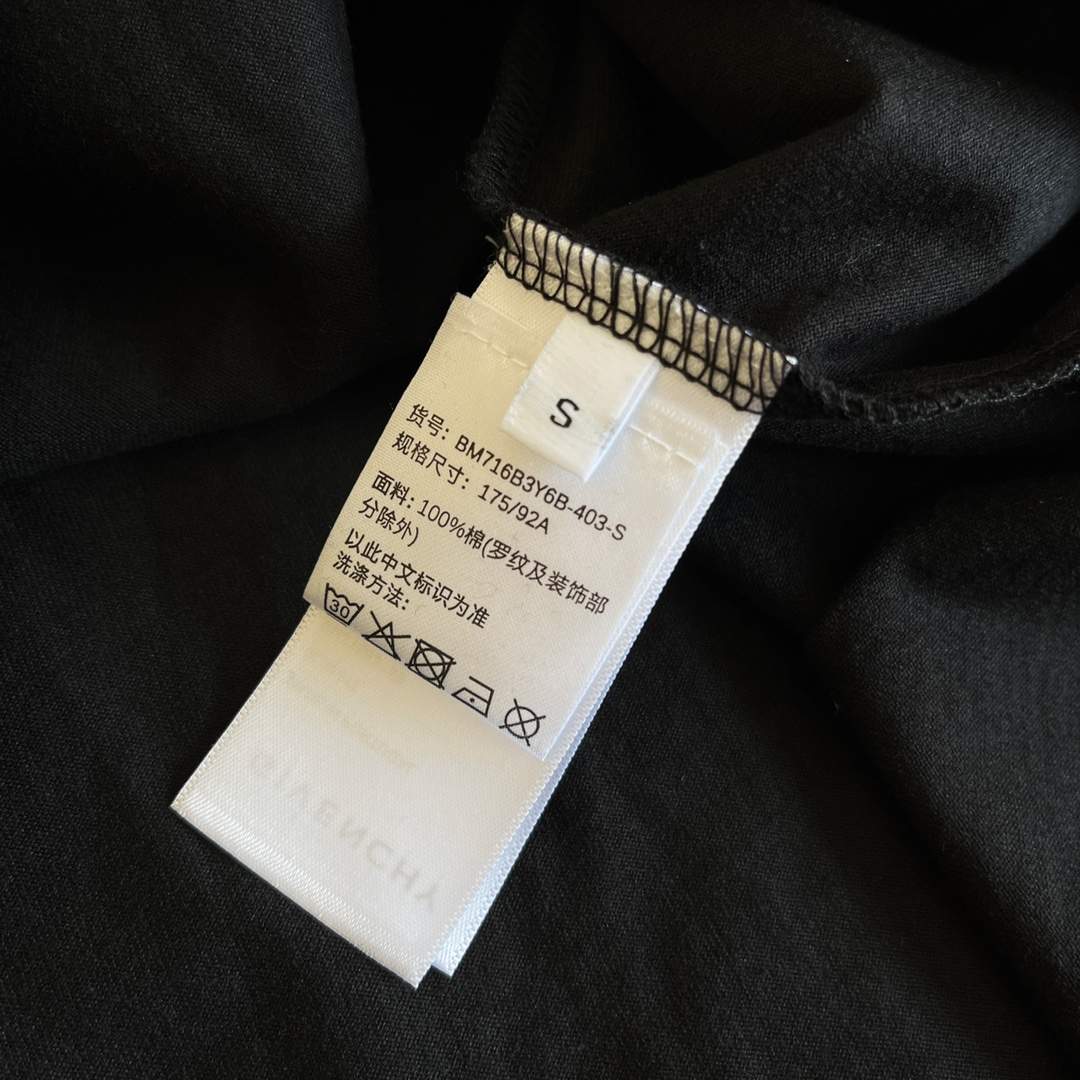 S
货号: BM716B3Y6B-403-S
规格尺寸: 175/92A
面料: 100%棉(罗纹及装饰部
分除外)
以此中文标识为准
洗涤方法:
30
GIVENCHY